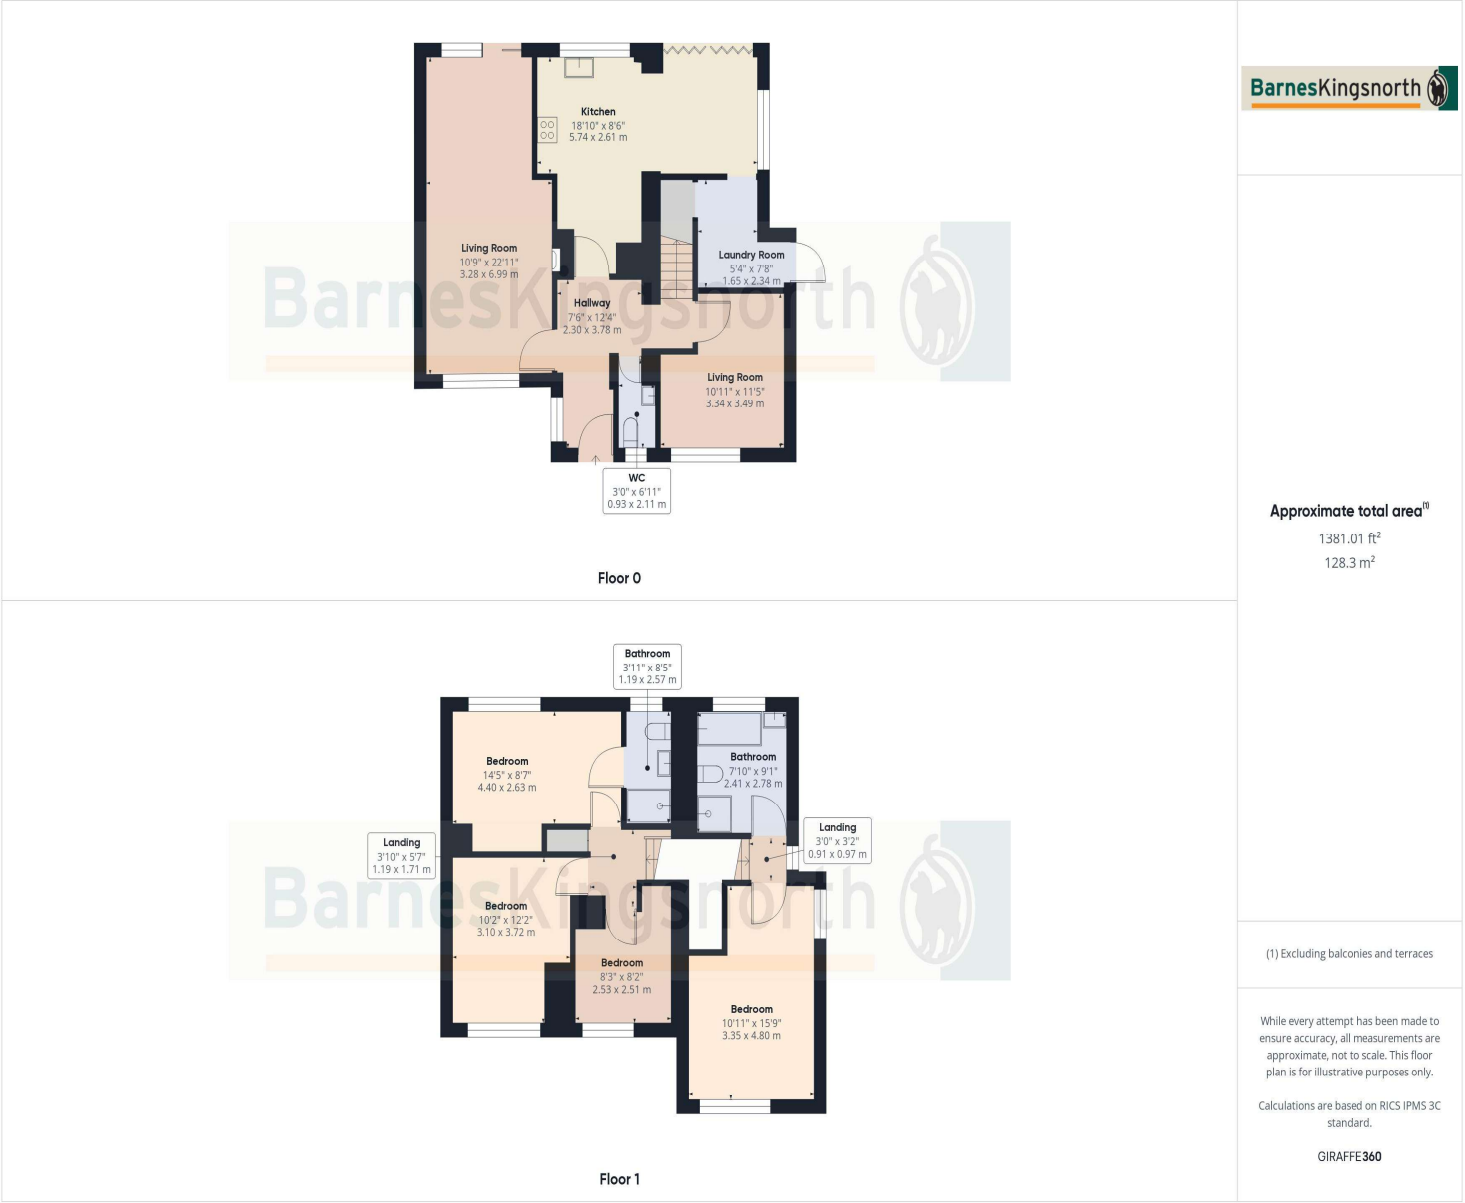 BarnesKingsnorth
Kitchen
18'10" x 8'6"
5.74 x 2.61 m
Living Room
10'9" x 22'11"
3.28 x 6.99 m
Laundry Room
5'4" x 7'8"
1.65 x 2.34 m
Hallway
7'6" x 12'4"
2.30 x 3.78 m
Living Room
10'11" x 11'5"
3.34 x 3.49 m
WC
3'0" x 6'11"
0.93 x 2.11 m
BarnesKingsnorth
Floor 0
Approximate total area(1)
1381.01 ft²
128.3 m²
Bathroom
3'11" x 8'5"
1.19 x 2.57 m
Bedroom
14'5" x 8'7"
4.40 x 2.63 m
Bathroom
7'10" x 9'1"
2.41 x 2.78 m
Landing
3'10" x 5'7"
1.19 x 1.71 m
Landing
3'0" x 3'2"
0.91 x 0.97 m
Bedroom
10'2" x 12'2"
3.10 x 3.72 m
Bedroom
8'3" x 8'2"
2.53 x 2.51 m
Bedroom
10'11" x 15'9"
3.35 x 4.80 m
BarnesKingsnorth
Floor 1
(1) Excluding balconies and terraces
While every attempt has been made to
ensure accuracy, all measurements are
approximate, not to scale. This floor
plan is for illustrative purposes only.
Calculations are based on RICS IPMS 3C
standard.
GIRAFFE360